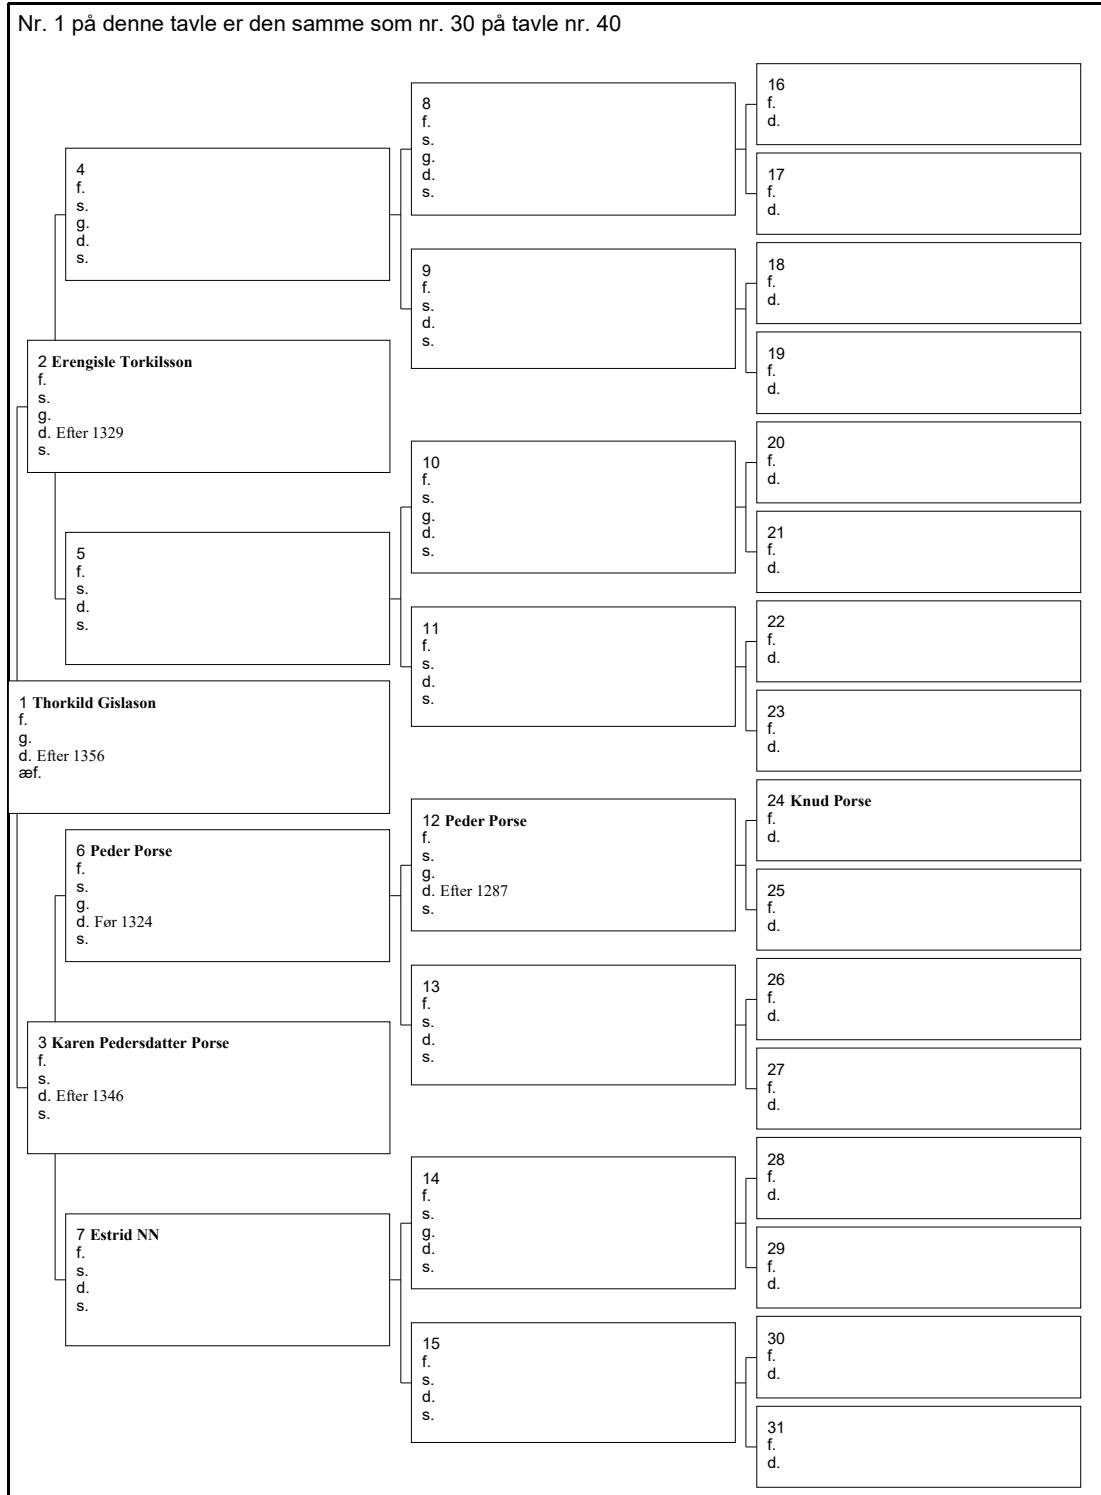 Nr. 1 på denne tavle er den samme som nr. 30 på tavle nr. 40
1 Thorkild Gislason
f.
g.
d. Efter 1356
æf.
2 Erengisle Torkilsson
f.
s.
g.
d. Efter 1329
s.
3 Karen Pedersdatter Porse
f.
s.
d. Efter 1346
s.
4
f.
s.
g.
d.
s.
5
f.
s.
d.
s.
6 Peder Porse
f.
s.
g.
d. Før 1324
s.
7 Estrid NN
f.
s.
d.
s.
8
f.
s.
g.
d.
s.
9
f.
s.
d.
s.
10
f.
s.
g.
d.
s.
11
f.
s.
d.
s.
12 Peder Porse
f.
s.
g.
d. Efter 1287
s.
13
f.
s.
d.
s.
14
f.
s.
g.
d.
s.
15
f.
s.
d.
s.
16
f.
d.
17
f.
d.
18
f.
d.
19
f.
d.
20
f.
d.
21
f.
d.
22
f.
d.
23
f.
d.
24 Knud Porse
f.
d.
25
f.
d.
26
f.
d.
27
f.
d.
28
f.
d.
29
f.
d.
30
f.
d.
31
f.
d.